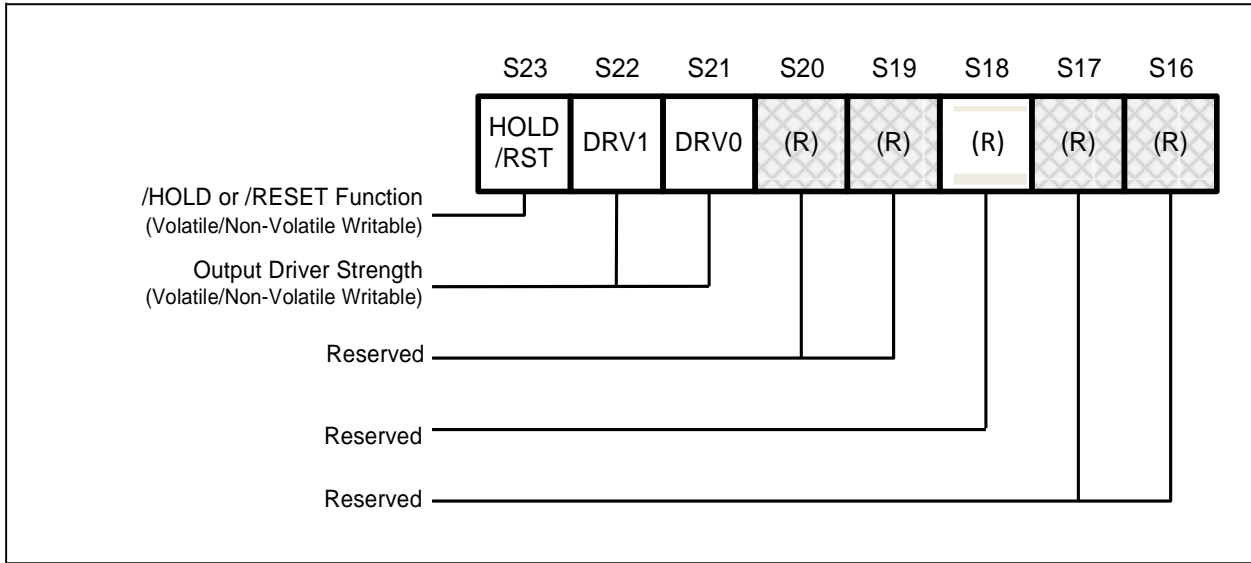 S23 S22 S21 S20 S19 S18 S17 S16
HOLD
/RST
DRV1 DRV0 (R) (R) (R) (R) (R)
/HOLD or /RESET Function
(Volatile/Non-Volatile Writable)
Output Driver Strength
(Volatile/Non-Volatile Writable)
Reserved
Reserved
Reserved